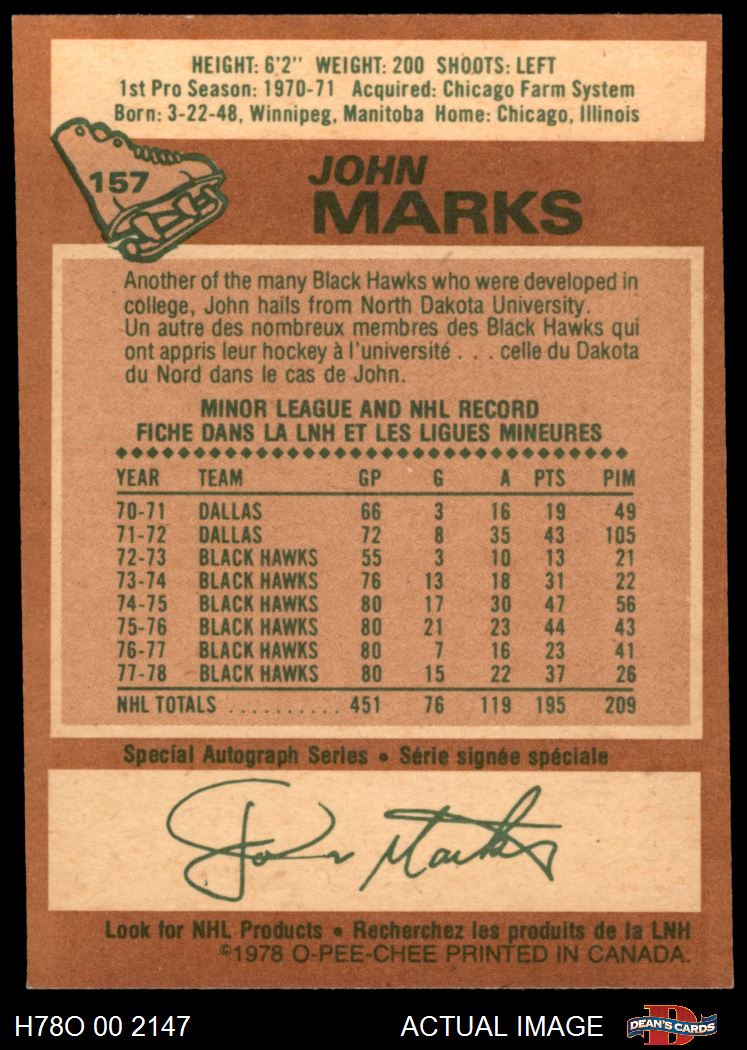 HEIGHT: 6'2" WEIGHT: 200 SHOOTS: LEFT
1st Pro Season: 1970-71 Acquired: Chicago Farm System
Born: 3-22-48, Winnipeg, Manitoba Home: Chicago, Illinois
157
JOHN
MARKS
Another of the many Black Hawks who were developed in
college, John hails from North Dakota University.
Un autre des nombreux membres des Black Hawks qui
ont appris leur hockey à l'université . . . celle du Dakota
du Nord dans le cas de John.
MINOR LEAGUE AND NHL RECORD
FICHE DANS LA LNH ET LES LIGUES MINEURES
YEAR TEAM GP G A PTS PIM
70-71 DALLAS 66 3 16 19 49
71-72 DALLAS 72 8 35 43 105
72-73 BLACK HAWKS 55 3 10 13 21
73-74 BLACK HAWKS 76 13 18 31 22
74-75 BLACK HAWKS 80 17 30 47 56
75-76 BLACK HAWKS 80 21 23 44 43
76-77 BLACK HAWKS 80 7 16 23 41
77-78 BLACK HAWKS 80 15 22 37 26
NHL TOTALS .......... 451 76 119 195 209
Special Autograph Series • Série signée spéciale
John Marks
Look for NHL Products • Recherchez les produits de la LNH
©1978 O-PEE-CHEE PRINTED IN CANADA.
H78O 00 2147 ACTUAL IMAGE D DEAN'S CARDS